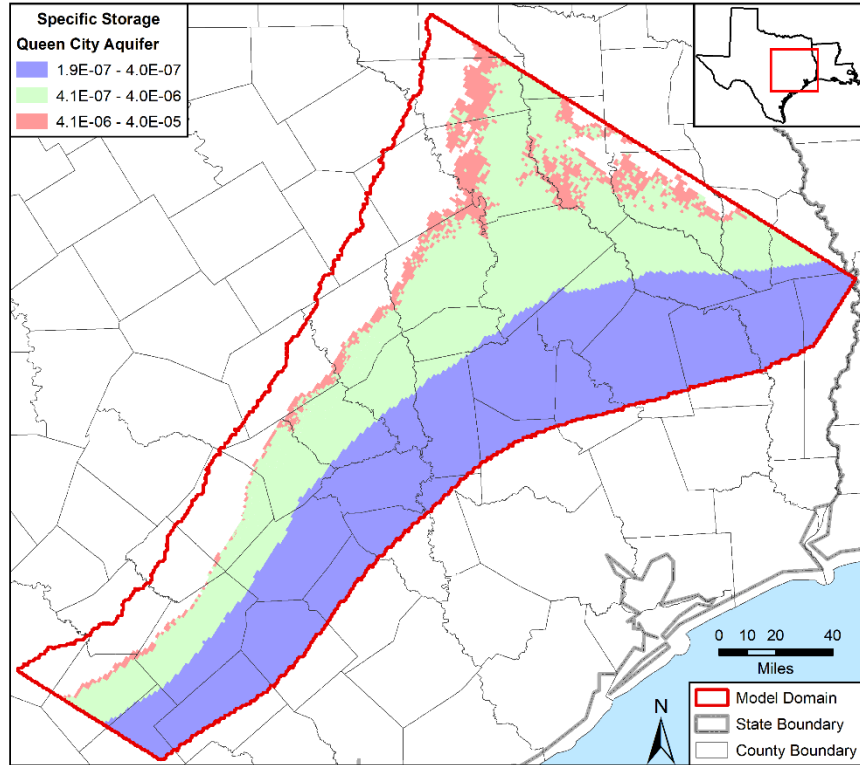 Specific Storage
Queen City Aquifer
1.9E-07 - 4.0E-07
4.1E-07 - 4.0E-06
4.1E-06 - 4.0E-05
0 10 20 40
Miles
N
Model Domain
State Boundary
County Boundary